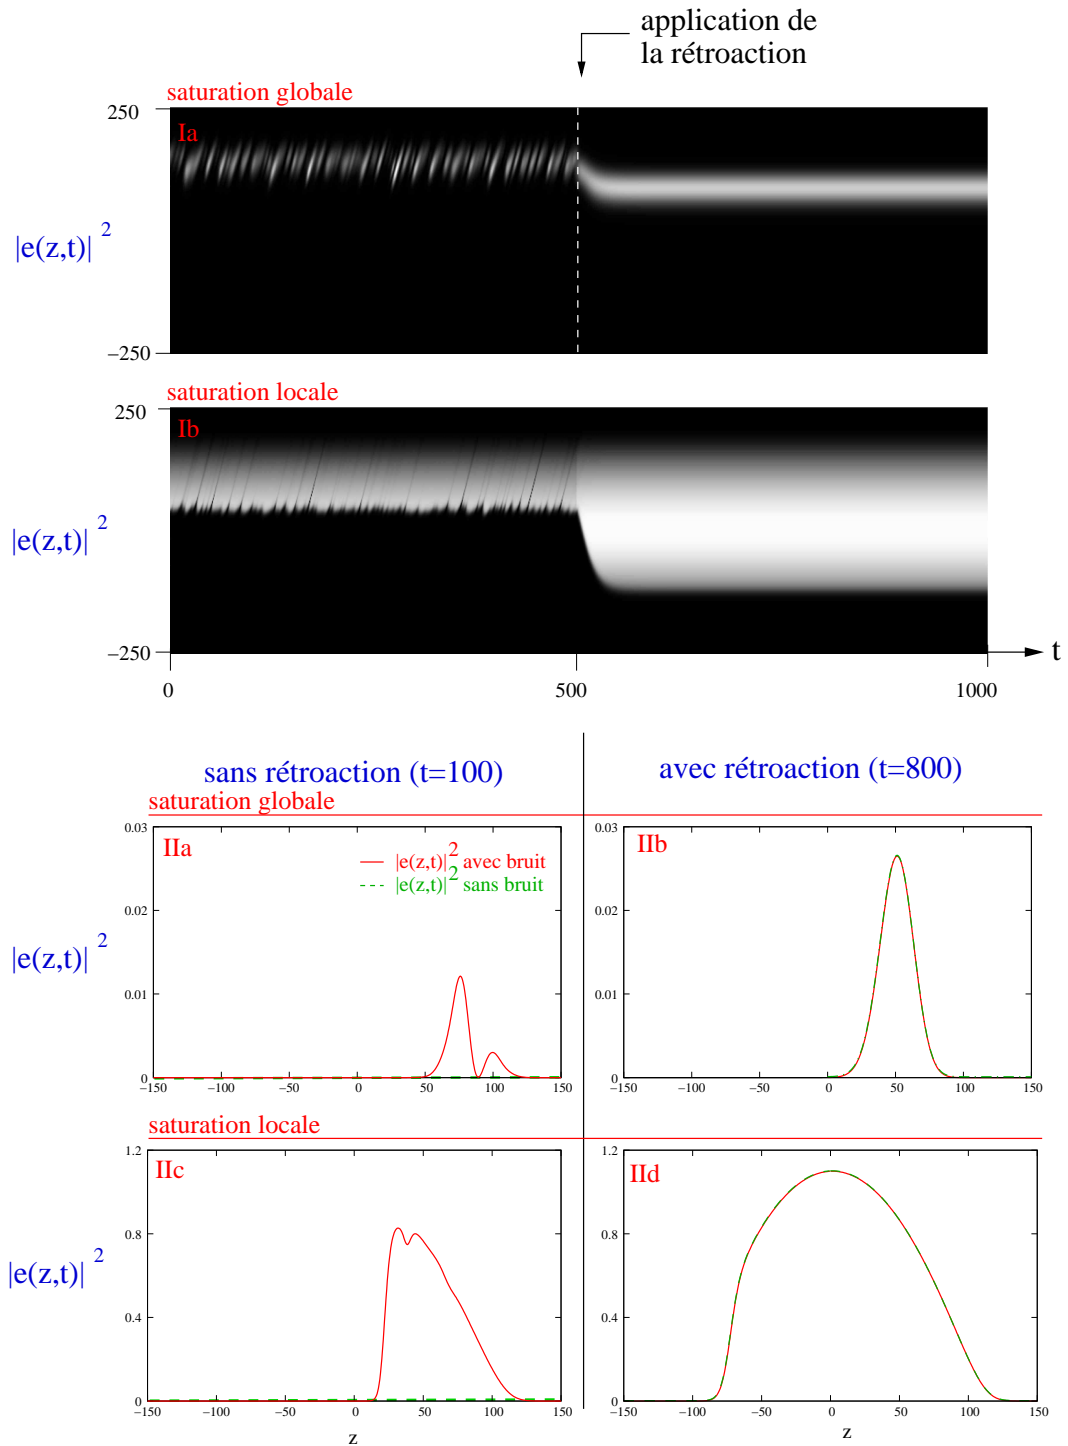 application de
la rétroaction
saturation globale
250
Ia
|e(z,t)| 2
−250
saturation locale
250
Ib
|e(z,t)| 2
−250
t
0 500 1000
sans rétroaction (t=100)
avec rétroaction (t=800)
saturation globale
0.03
0.02
0.01
0
IIa
|e(z,t)|2 avec bruit
|e(z,t)|2 sans bruit
−150 −100 −50 0 50 100 150
|e(z,t)| 2
0.03
0.02
0.01
0
IIb
−150 −100 −50 0 50 100 150
saturation locale
1.2
0.8
0.4
0
IIc
−150 −100 −50 0 50 100 150
|e(z,t)| 2
z
1.2
0.8
0.4
0
IId
−150 −100 −50 0 50 100 150
z